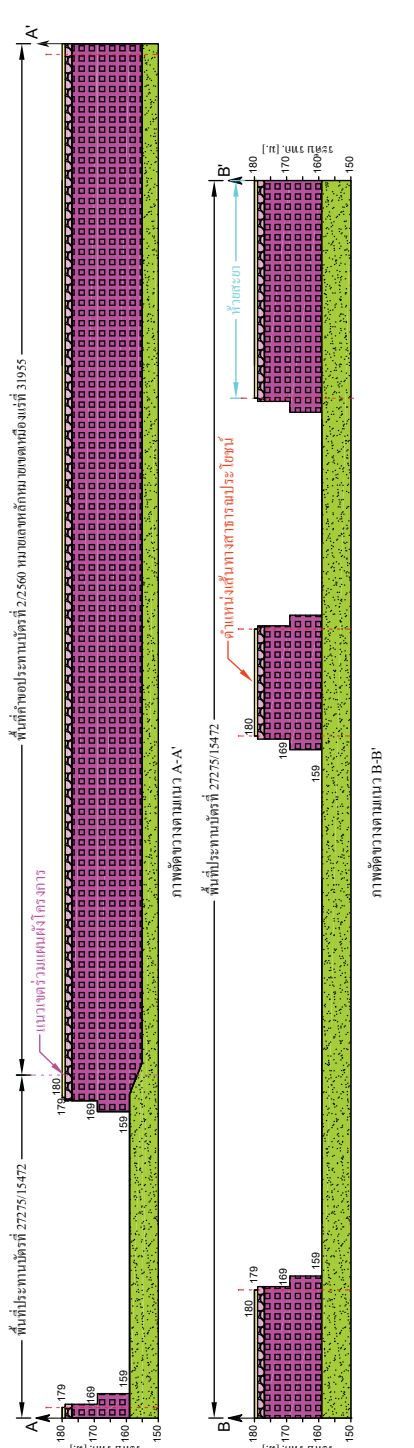 พื้นที่ประทานบัตรที่ 27275/15472
พื้นที่คำขอประทานบัตรที่ 2/2560 หมายเลขหลักหมายเขตเหมืองแร่ที่ 31955
แนวเขตร่วมแผนผังโครงการ
A
A'
180
170
160
150
179
169
159
179
180
169
159
ภาพตัดขวางตามแนว A-A'
พื้นที่ประทานบัตรที่ 27275/15472
ตำแหน่งเส้นทางสาธารณประโยชน์
ห้วยสะยา
B
B'
180
170
160
150
180
179
169
159
180
169
159
180
170
160
150
ภาพตัดขวางตามแนว B-B'